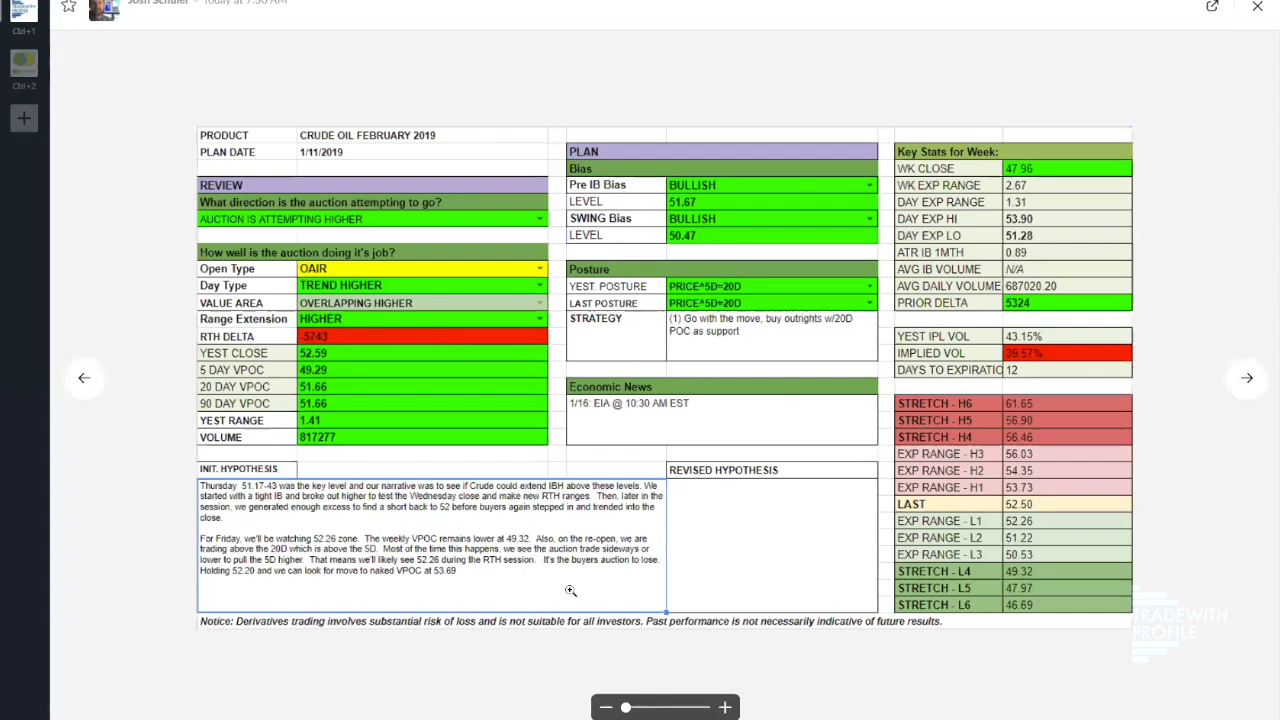 Josh Schuler - Today at 7:30 AM
Ctrl+1
Ctrl+2
PRODUCT CRUDE OIL FEBRUARY 2019
PLAN DATE 1/11/2019
REVIEW
What direction is the auction attempting to go?
AUCTION IS ATTEMPTING HIGHER
How well is the auction doing it's job?
Open Type OAIR
Day Type TREND HIGHER
VALUE AREA OVERLAPPING HIGHER
Range Extension HIGHER
RTH DELTA -5743
YEST CLOSE 52.59
5 DAY VPOC 49.29
20 DAY VPOC 51.66
90 DAY VPOC 51.66
YEST RANGE 1.41
VOLUME 817277
PLAN
Bias
Pre IB Bias BULLISH
LEVEL 51.67
SWING Bias BULLISH
LEVEL 50.47
Posture
YEST. POSTURE PRICE^5D=20D
LAST POSTURE PRICE^5D=20D
STRATEGY (1) Go with the move, buy outrights w/20D
POC as support
Economic News
1/16: EIA @ 10:30 AM EST
Key Stats for Week:
WK CLOSE 47.96
WK EXP RANGE 2.67
DAY EXP RANGE 1.31
DAY EXP HI 53.90
DAY EXP LO 51.28
ATR IB 1MTH 0.89
AVG IB VOLUME N/A
AVG DAILY VOLUME 687020.20
PRIOR DELTA 5324
YEST IPL VOL 43.15%
IMPLIED VOL 39.57%
DAYS TO EXPIRATIO 12
STRETCH - H6 61.65
STRETCH - H5 56.90
STRETCH - H4 56.46
EXP RANGE - H3 56.03
EXP RANGE - H2 54.35
EXP RANGE - H1 53.73
LAST 52.50
EXP RANGE - L1 52.26
EXP RANGE - L2 51.22
EXP RANGE - L3 50.53
STRETCH - L4 49.32
STRETCH - L5 47.97
STRETCH - L6 46.69
INIT. HYPOTHESIS
REVISED HYPOTHESIS
Thursday 51.17-43 was the key level and our narrative was to see if Crude could extend IBH above these levels. We
started with a tight IB and broke out higher to test the Wednesday close and make new RTH ranges. Then, later in the
session, we generated enough excess to find a short back to 52 before buyers again stepped in and trended into the
close.
For Friday, we'll be watching 52.26 zone. The weekly VPOC remains lower at 49.32. Also, on the re-open, we are
trading above the 20D which is above the 5D. Most of the time this happens, we see the auction trade sideways or
lower to pull the 5D higher. That means we'll likely see 52.26 during the RTH session. It's the buyers auction to lose.
Holding 52.20 and we can look for move to naked VPOC at 53.69
Notice: Derivatives trading involves substantial risk of loss and is not suitable for all investors. Past performance is not necessarily indicative of future results.
TRADEWITH
PROFILE